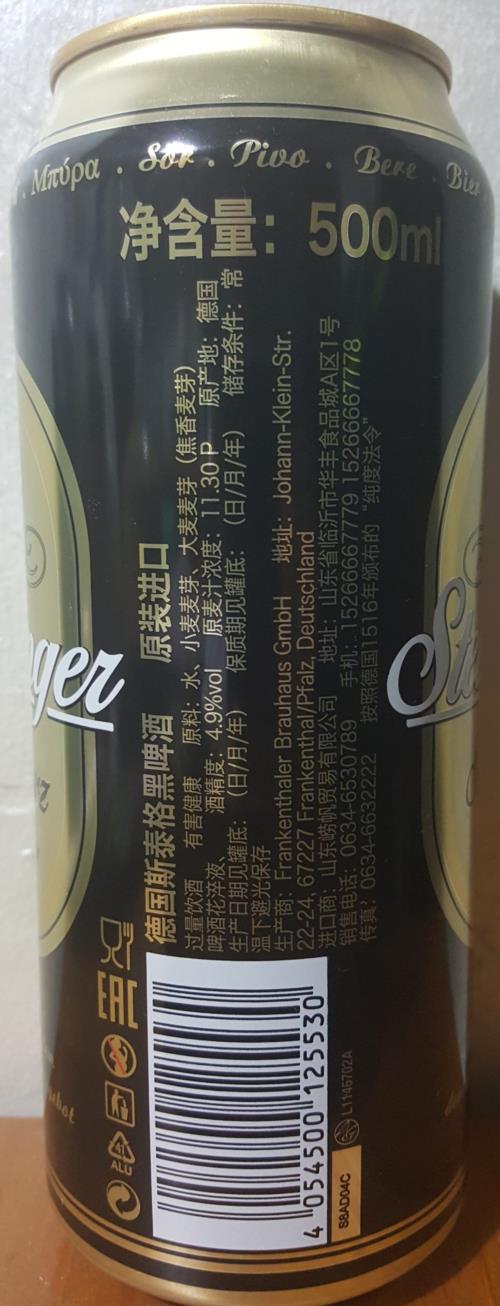 Μπύρα . Sör . Pivo . Bere . Bier
净含量: 500ml
德国斯泰格黑啤酒 原装进口
过量饮酒 有害健康 原料: 水、小麦麦芽、大麦麦芽（焦香麦芽）
啤酒花萃液、 酒精度: 4.9%vol 原麦汁浓度: 11.30 P 原产地: 德国
生产日期见罐底: （日/月/年） 保质期见罐底: （日/月/年） 储存条件: 常
温下避光保存
生产商: Frankenthaler Brauhaus GmbH 地址: Johann-Klein-Str.
22-24, 67227 Frankenthal/Pfalz, Deutschland
进口商: 山东崂帆贸易有限公司 地址: 山东省临沂市华丰食品城A区1号
销售电话: 0634-6530789 手机: 15266667779 15266667778
传真: 0634-6632222 按照德国1516年颁布的“纯度法令”
nger
Ste
ALU
4 054500 125530
S8AD04C
L1145702A